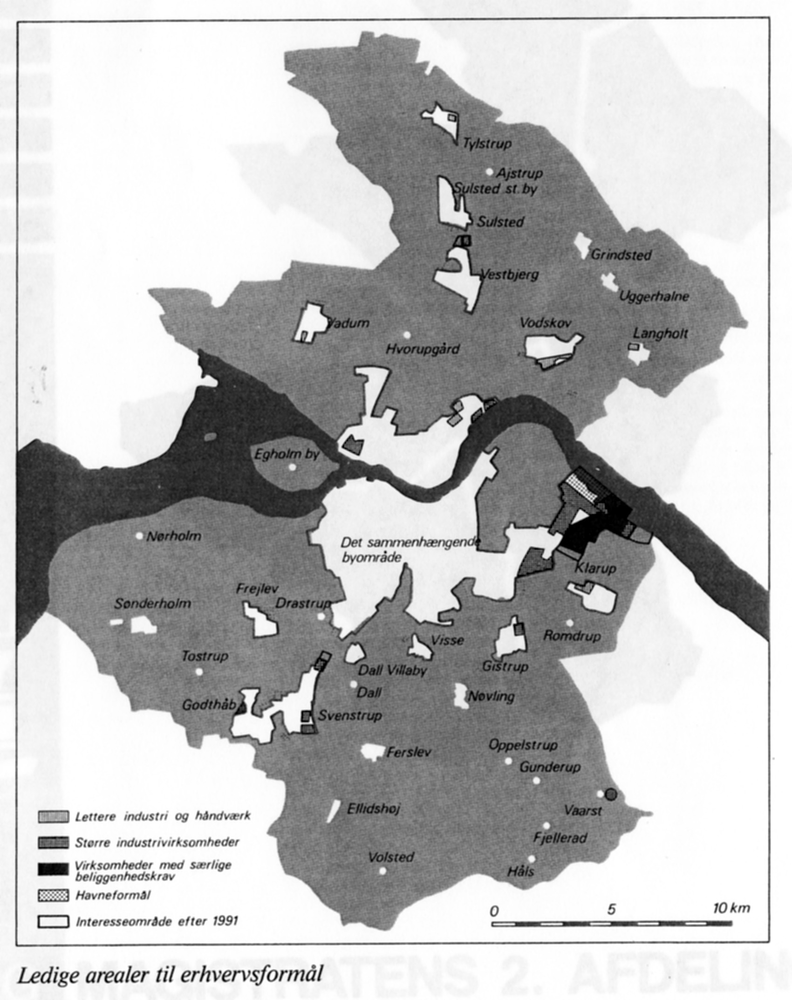 Tylstrup
Ajstrup
Sulsted st. by
Sulsted
Grindsted
Vestbjerg
Uggerhalne
Vadum
Vodskov
Langholt
Hvorupgård
Egholm by
Nørholm
Det sammenhængende
byområde
Klarup
Frejlev
Sønderholm
Drastrup
Romdrup
Visse
Tostrup
Gistrup
Dall Villaby
Dall
Nøvling
Godthåb
Svenstrup
Oppelstrup
Ferslev
Gunderup
Ellidshøj
Vaarst
Fjellerad
Volsted
Håls
Lettere industri og håndværk
Større industrivirksomheder
Virksomheder med særlige
beliggenhedskrav
Havneformål
Interesseområde efter 1991
0 5 10 km
Ledige arealer til erhvervsformål
MAGISTRATENS 2. AFDELIN